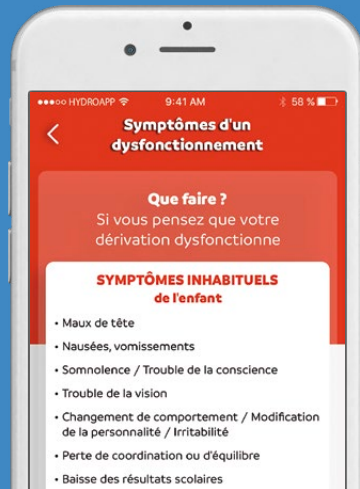 ●●●○○ HYDROAPP 9:41 AM 58 %
Symptômes d'un
dysfonctionnement
Que faire ?
Si vous pensez que votre
dérivation dysfonctionne
SYMPTÔMES INHABITUELS
de l'enfant
• Maux de tête
• Nausées, vomissements
• Somnolence / Trouble de la conscience
• Trouble de la vision
• Changement de comportement / Modification
de la personnalité / Irritabilité
• Perte de coordination ou d'équilibre
• Baisse des résultats scolaires